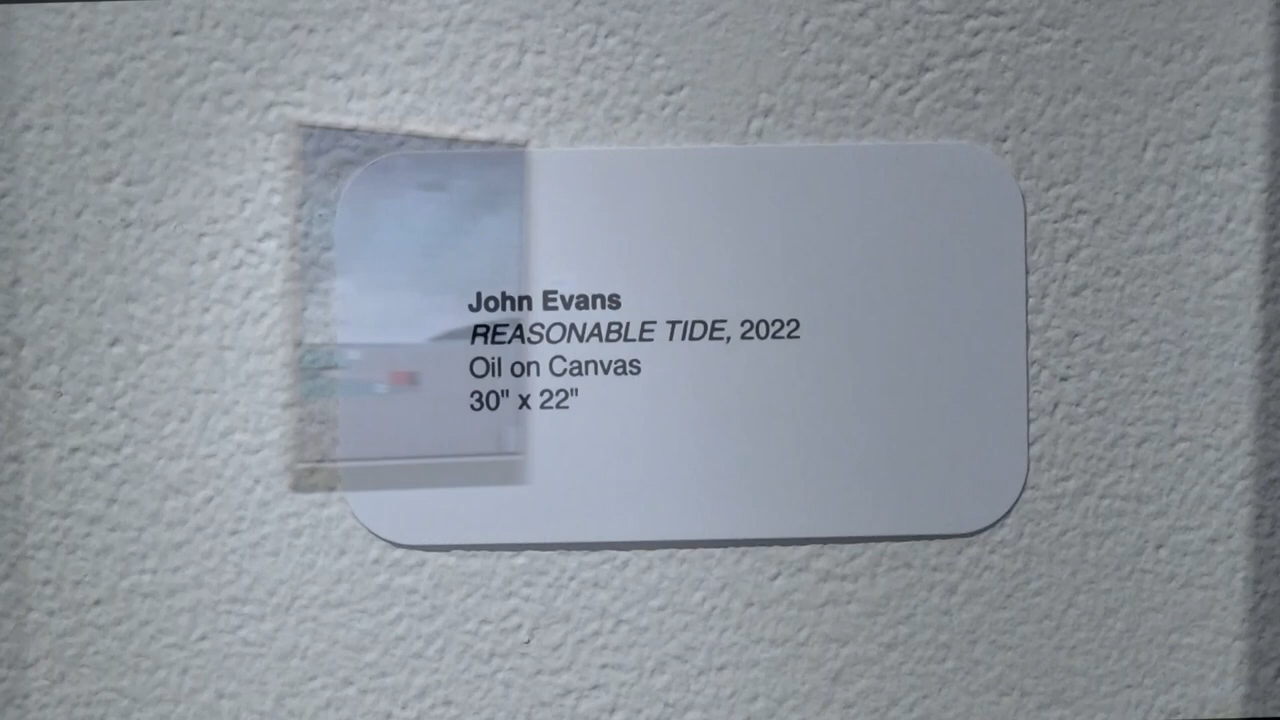 John Evans
REASONABLE TIDE, 2022
Oil on Canvas
30" x 22"